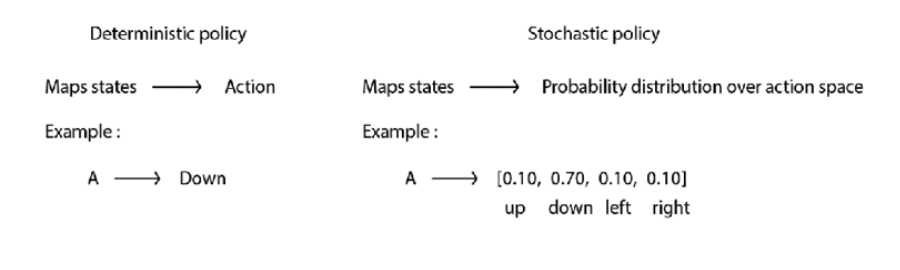 Deterministic policy
Maps states ⟶ Action
Example :
A ⟶ Down
Stochastic policy
Maps states ⟶ Probability distribution over action space
Example :
A ⟶ [0.10, 0.70, 0.10, 0.10]
up down left right